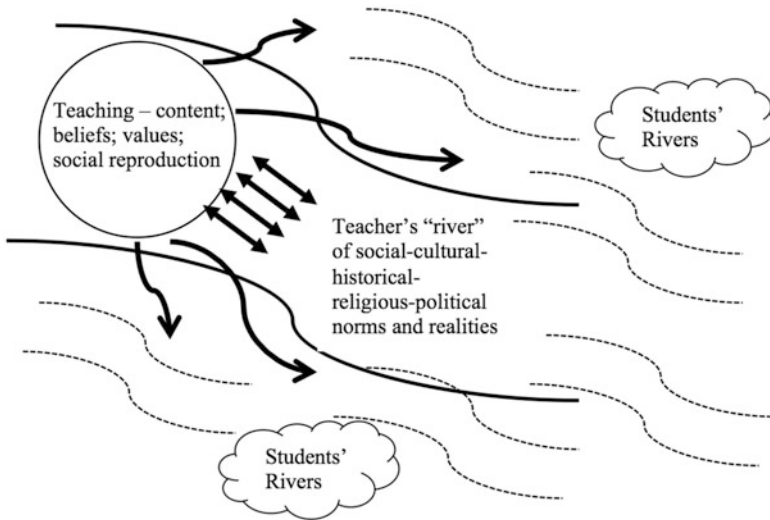 Teaching – content;
beliefs; values;
social reproduction
Students'
Rivers
Teacher's “river”
of social-cultural-
historical-
religious-political
norms and realities
Students'
Rivers